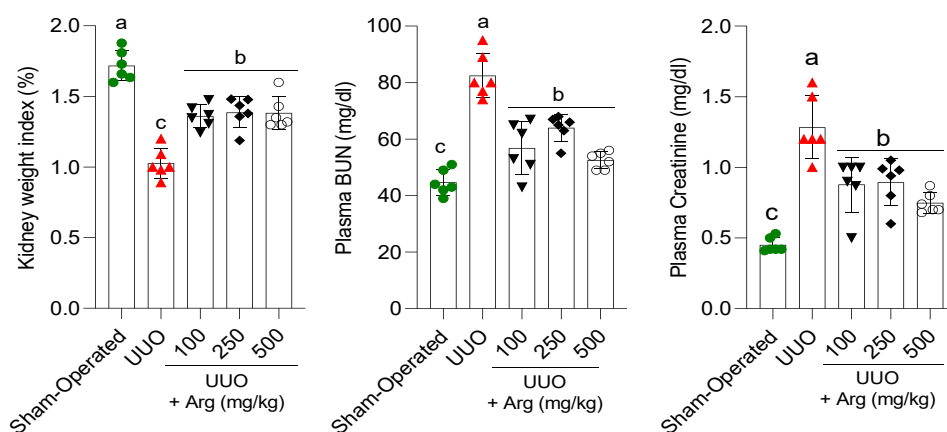 Kidney weight index (%)
2.0
1.5
1.0
0.5
0.0
a
c
b
Sham-Operated
UUO
100
250
500
UUO
+ Arg (mg/kg)
Plasma BUN (mg/dl)
100
80
60
40
20
0
c
a
b
Sham-Operated
UUO
100
250
500
UUO
+ Arg (mg/kg)
Plasma Creatinine (mg/dl)
2.0
1.5
1.0
0.5
0.0
c
a
b
Sham-Operated
UUO
100
250
500
UUO
+ Arg (mg/kg)